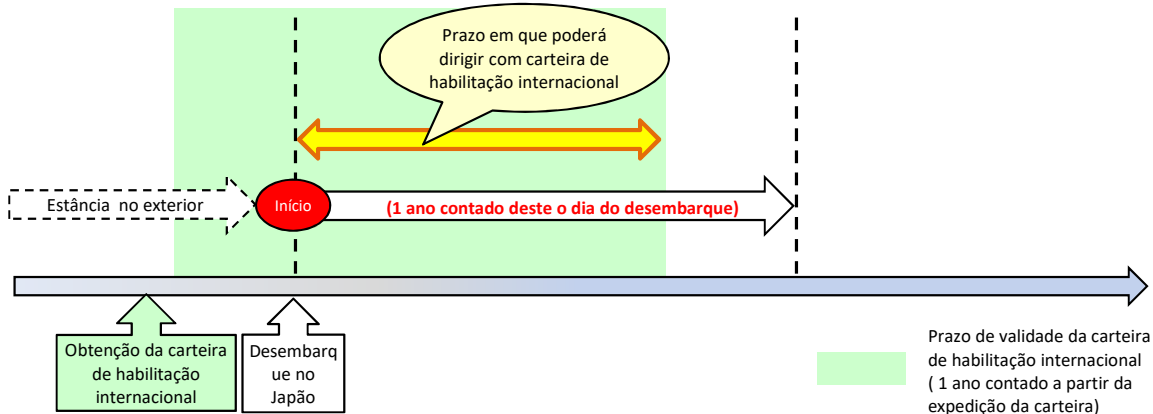 Prazo em que poderá
dirigir com carteira de
habilitação internacional
Estância no exterior
Início
(1 ano contado deste o dia do desembarque)
Obtenção da carteira
de habilitação
internacional
Desembarq
ue no
Japão
Prazo de validade da carteira
de habilitação internacional
( 1 ano contado a partir da
expedição da carteira)